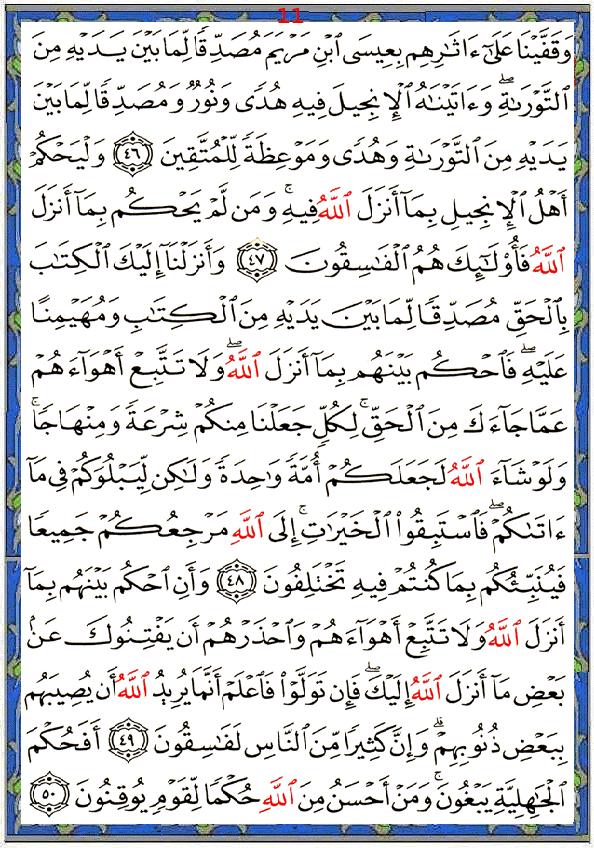 11
وَقَفَّيْنَا عَلَىٰٓ ءَاثَٰرِهِم بِعِيسَى ٱبْنِ مَرْيَمَ مُصَدِّقًا لِّمَا بَيْنَ يَدَيْهِ مِنَ
ٱلتَّوْرَىٰةِ ۖ وَءَاتَيْنَٰهُ ٱلْإِنجِيلَ فِيهِ هُدًى وَنُورٌ وَمُصَدِّقًا لِّمَا بَيْنَ
يَدَيْهِ مِنَ ٱلتَّوْرَىٰةِ وَهُدًى وَمَوْعِظَةً لِّلْمُتَّقِينَ ٤٦ وَلْيَحْكُمْ
أَهْلُ ٱلْإِنجِيلِ بِمَآ أَنزَلَ ٱللَّهُ فِيهِ ۚ وَمَن لَّمْ يَحْكُم بِمَآ أَنزَلَ
ٱللَّهُ فَأُو۟لَٰٓئِكَ هُمُ ٱلْفَٰسِقُونَ ٤٧ وَأَنزَلْنَآ إِلَيْكَ ٱلْكِتَٰبَ
بِٱلْحَقِّ مُصَدِّقًا لِّمَا بَيْنَ يَدَيْهِ مِنَ ٱلْكِتَٰبِ وَمُهَيْمِنًا
عَلَيْهِ ۖ فَٱحْكُم بَيْنَهُم بِمَآ أَنزَلَ ٱللَّهُ ۖ وَلَا تَتَّبِعْ أَهْوَآءَهُمْ
عَمَّا جَآءَكَ مِنَ ٱلْحَقِّ ۚ لِكُلٍّ جَعَلْنَا مِنكُمْ شِرْعَةً وَمِنْهَاجًا ۚ
وَلَوْ شَآءَ ٱللَّهُ لَجَعَلَكُمْ أُمَّةً وَٰحِدَةً وَلَٰكِن لِّيَبْلُوَكُمْ فِى مَآ
ءَاتَىٰكُمْ ۖ فَٱسْتَبِقُوا۟ ٱلْخَيْرَٰتِ ۚ إِلَى ٱللَّهِ مَرْجِعُكُمْ جَمِيعًا
فَيُنَبِّئُكُم بِمَا كُنتُمْ فِيهِ تَخْتَلِفُونَ ٤٨ وَأَنِ ٱحْكُم بَيْنَهُم بِمَآ
أَنزَلَ ٱللَّهُ وَلَا تَتَّبِعْ أَهْوَآءَهُمْ وَٱحْذَرْهُمْ أَن يَفْتِنُوكَ عَنۢ
بَعْضِ مَآ أَنزَلَ ٱللَّهُ إِلَيْكَ ۖ فَإِن تَوَلَّوْا۟ فَٱعْلَمْ أَنَّمَا يُرِيدُ ٱللَّهُ أَن يُصِيبَهُم
بِبَعْضِ ذُنُوبِهِمْ ۗ وَإِنَّ كَثِيرًا مِّنَ ٱلنَّاسِ لَفَٰسِقُونَ ٤٩ أَفَحُكْمَ
ٱلْجَٰهِلِيَّةِ يَبْغُونَ ۚ وَمَنْ أَحْسَنُ مِنَ ٱللَّهِ حُكْمًا لِّقَوْمٍ يُوقِنُونَ ٥٠